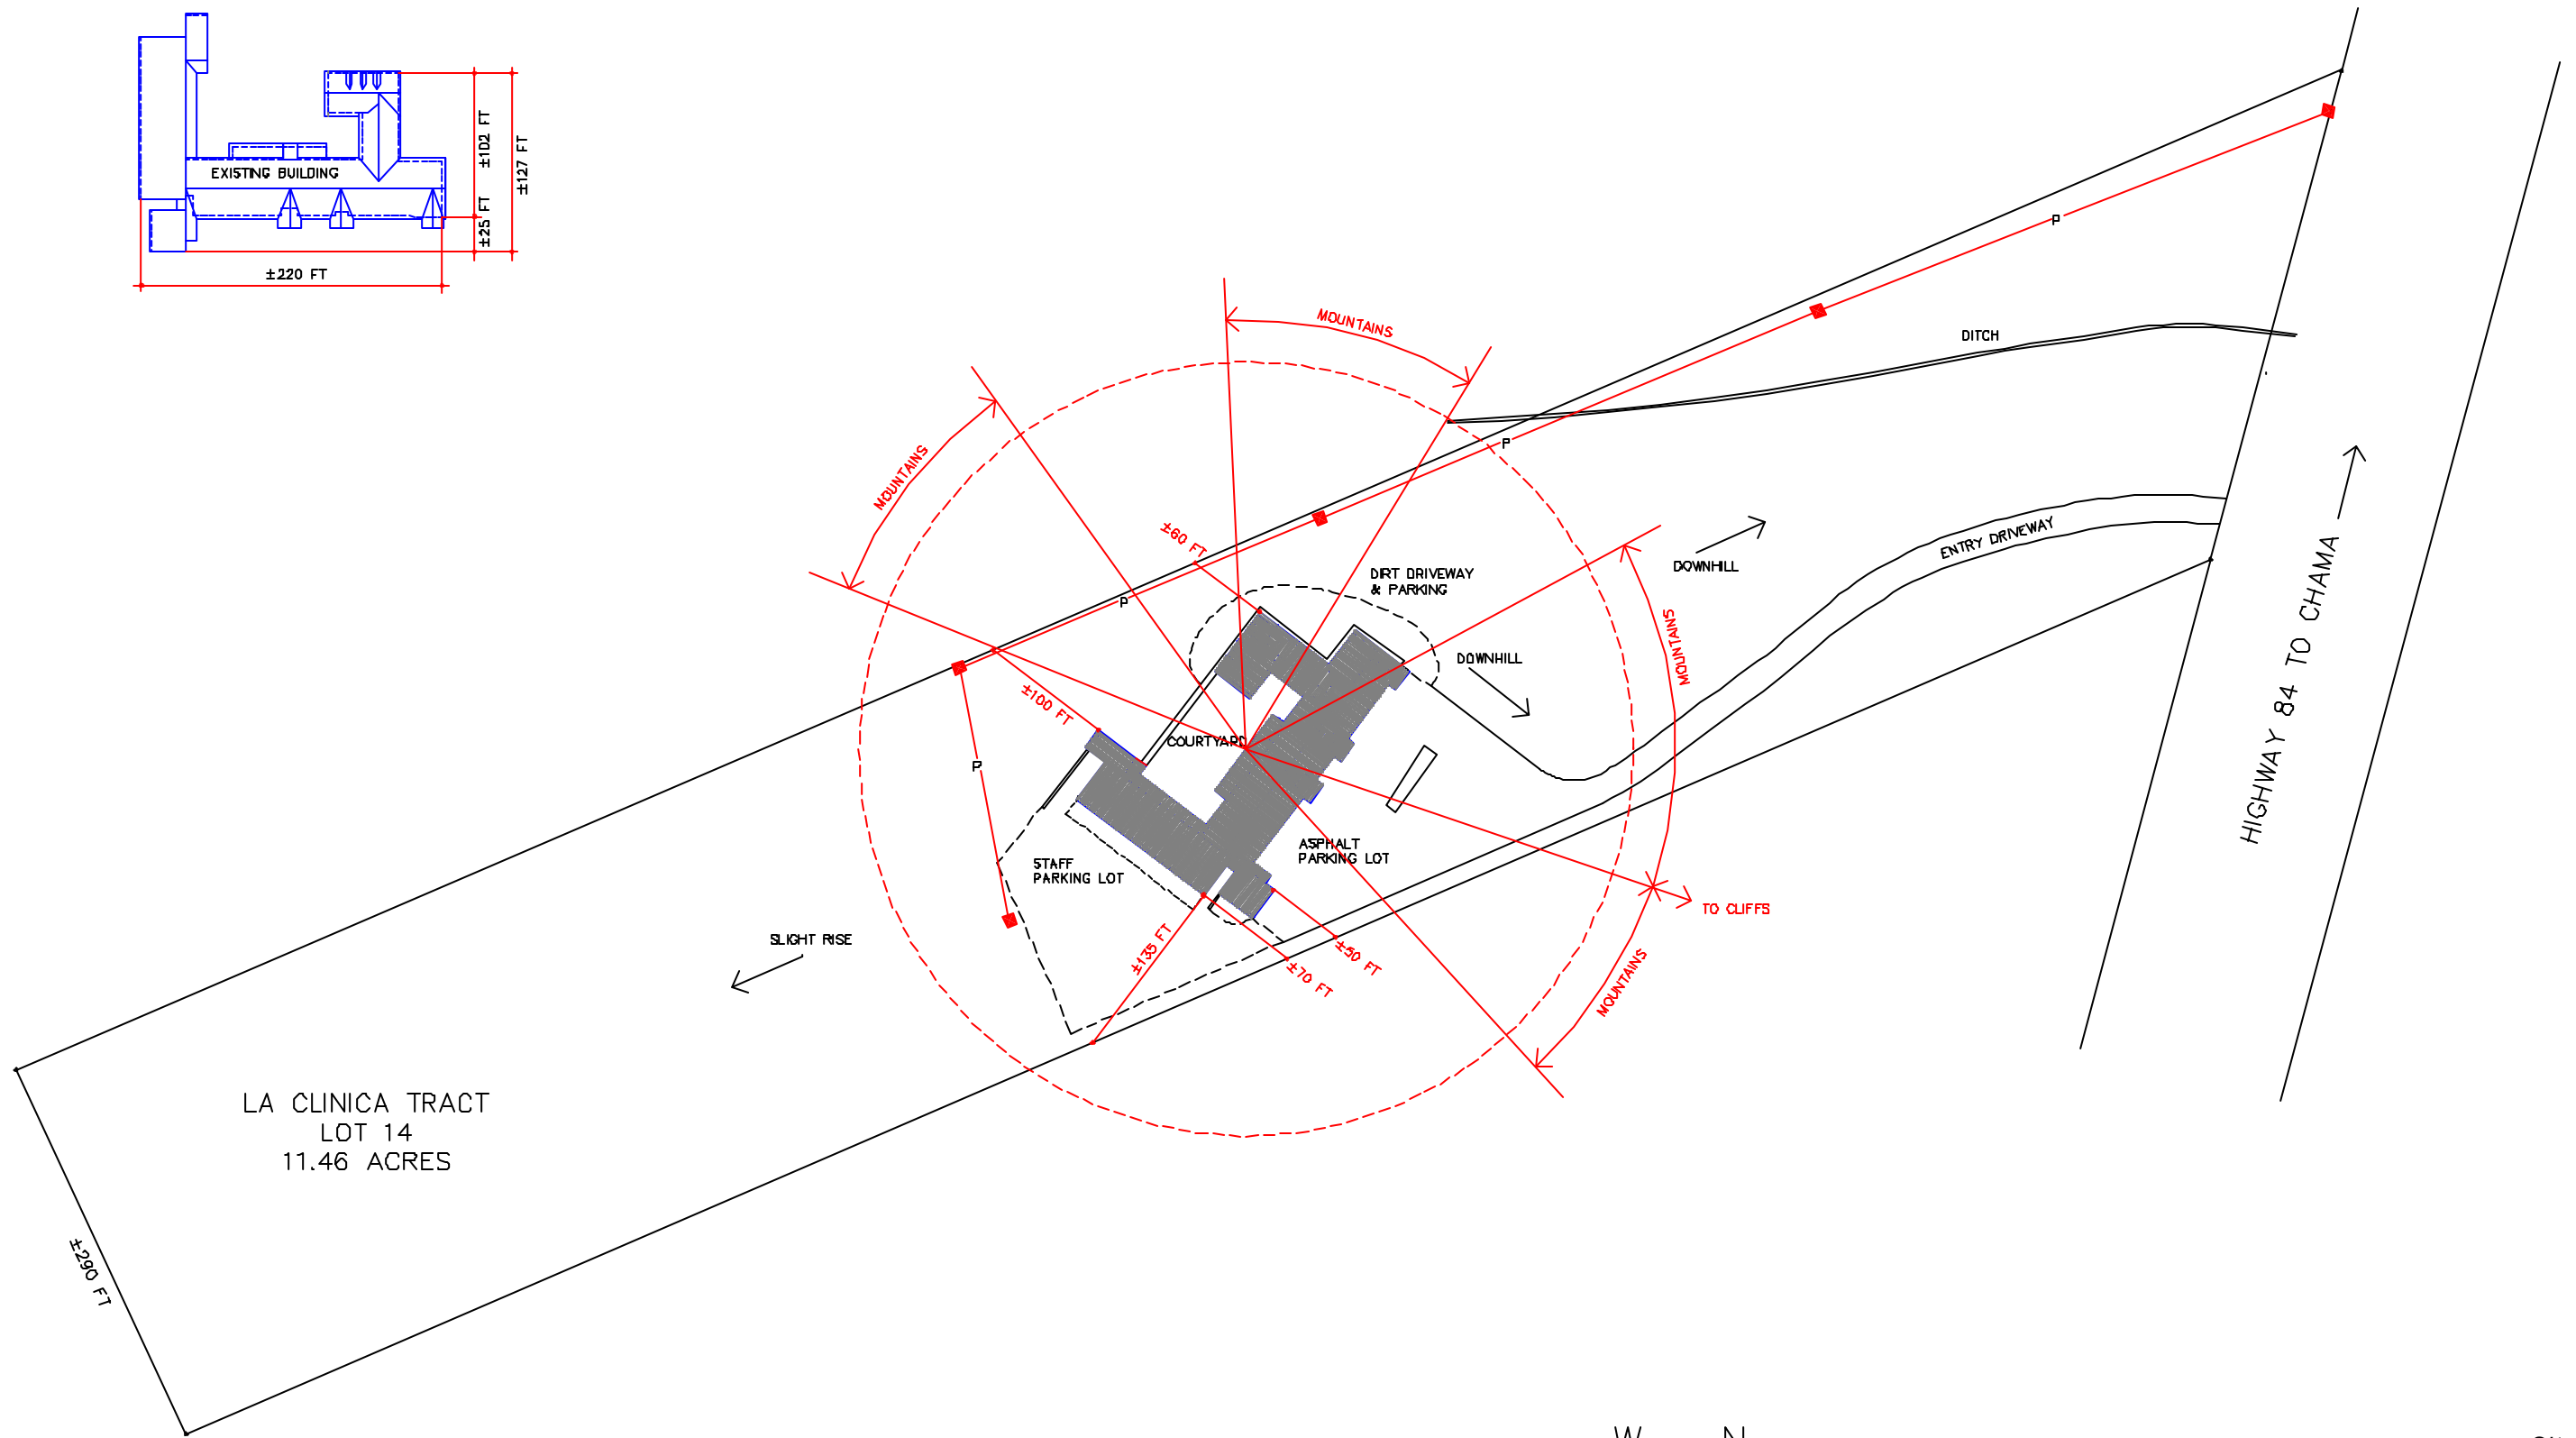 ±102 FT
±127 FT
EXISTING BUILDING
±25 FT
±220 FT
MOUNTAINS
P
DITCH
MOUNTAINS
P
±60 FT
ENTRY DRIVEWAY
DOWNHILL
DIRT DRIVEWAY
& PARKING
P
HIGHWAY 84 TO CHAMA
MOUNTAINS
DOWNHILL
±100 FT
COURTYARD
P
ASPHALT
PARKING LOT
STAFF
PARKING LOT
TO CLIFFS
SLIGHT RISE
±135 FT
±50 FT
±70 FT
MOUNTAINS
LA CLINICA TRACT
LOT 14
11.46 ACRES
±290 FT
W N